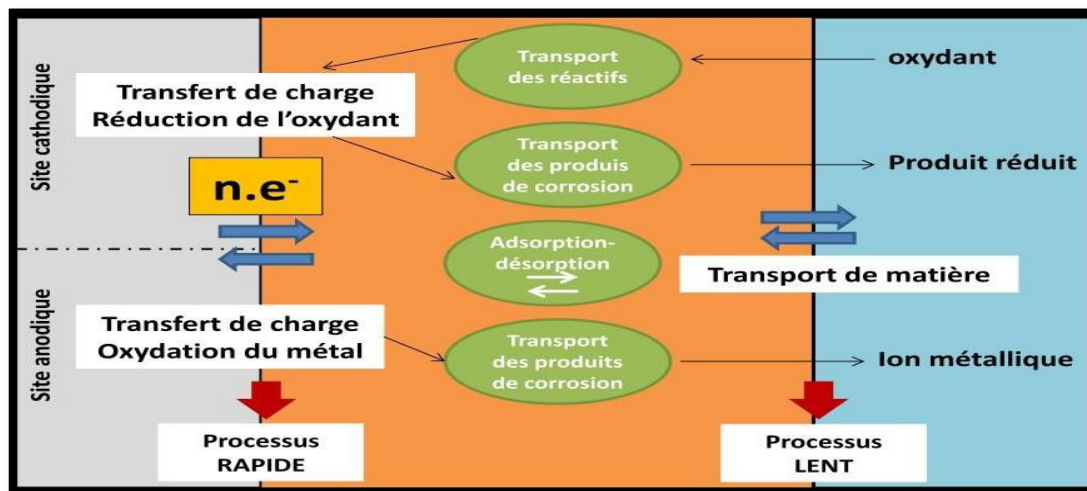 Site cathodique
Transfert de charge
Réduction de l'oxydant
Transport
des réactifs
oxydant
Transport
des produis
de corrosion
Produit réduit
n.e⁻
Adsorption-
désorption
Transport de matière
Site anodique
Transfert de charge
Oxydation du métal
Transport
des produits
de corrosion
Ion métallique
Processus
RAPIDE
Processus
LENT